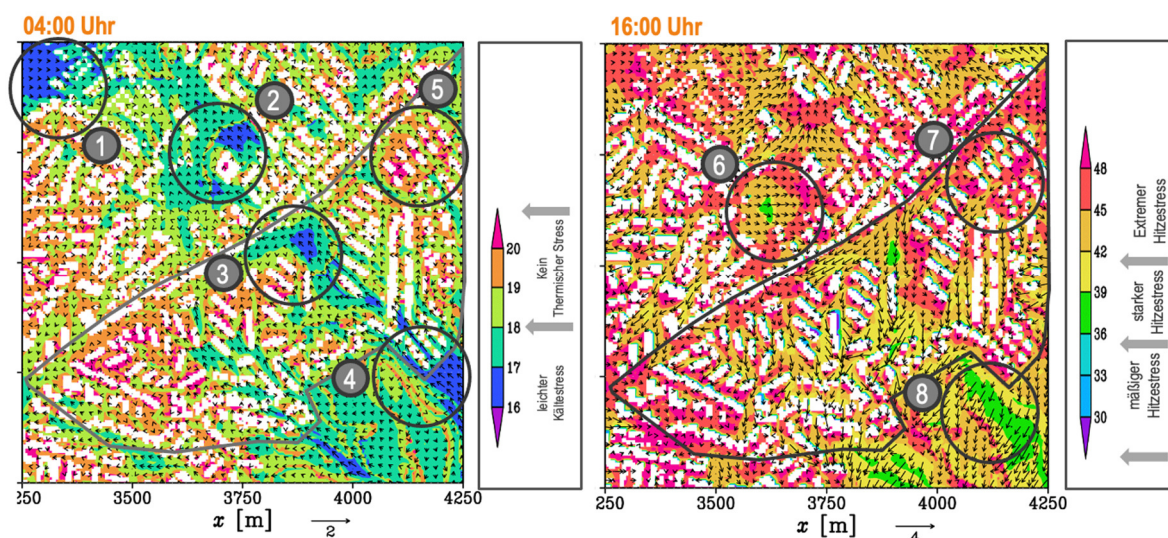 04:00 Uhr
1
2
3
4
5
250
3500
3750
4000
4250
x [m]
2
20
19
18
17
16
Kein
Thermischer Stress
leichter
Kältestress
16:00 Uhr
6
7
8
250
3500
3750
4000
4250
x [m]
48
45
42
39
36
33
30
Extremer
Hitzestress
starker
Hitzestress
mäßiger
Hitzestress